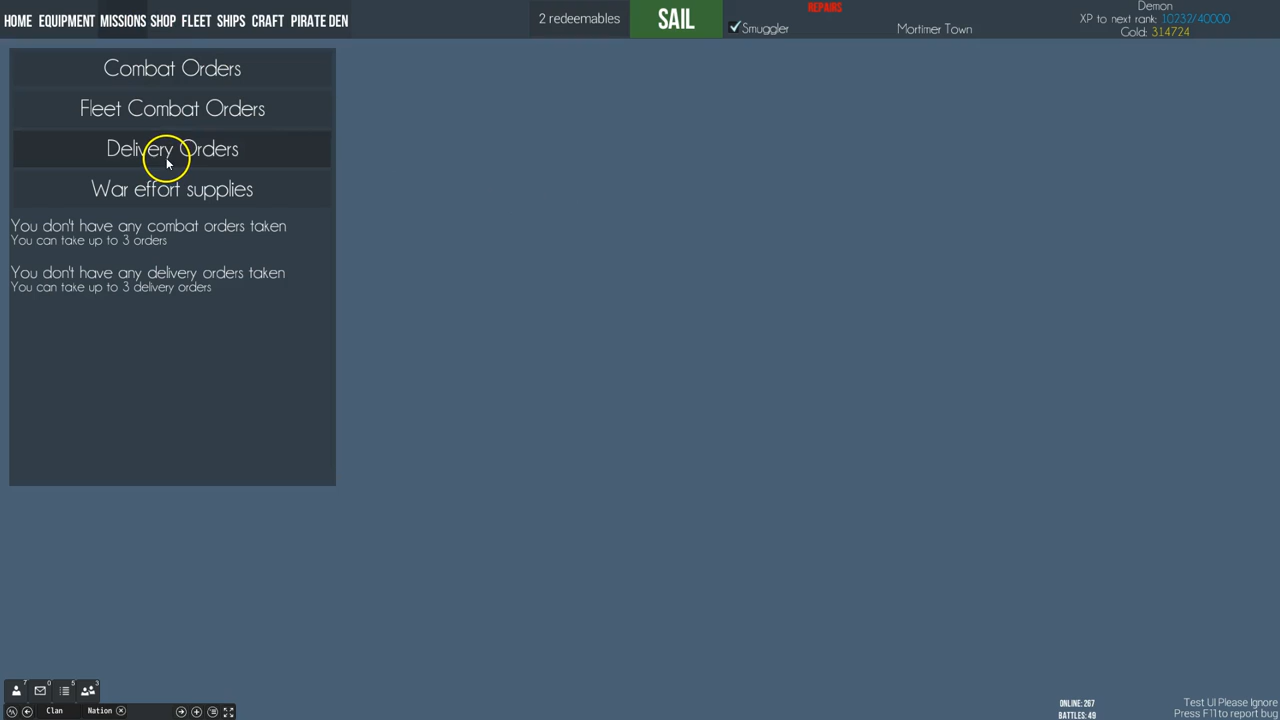 HOME EQUIPMENT MISSIONS SHOP FLEET SHIPS CRAFT PIRATE DEN
2 redeemables
SAIL
REPAIRS
Smuggler
Mortimer Town
Demon
XP to next rank: 10232/40000
Gold: 314724
Combat Orders
Fleet Combat Orders
Delivery Orders
War effort supplies
You don't have any combat orders taken
You can take up to 3 orders
You don't have any delivery orders taken
You can take up to 3 delivery orders
7 0 5 3
Clan Nation
ONLINE: 267
BATTLES: 49
Test UI Please Ignore
Press F11 to report bug